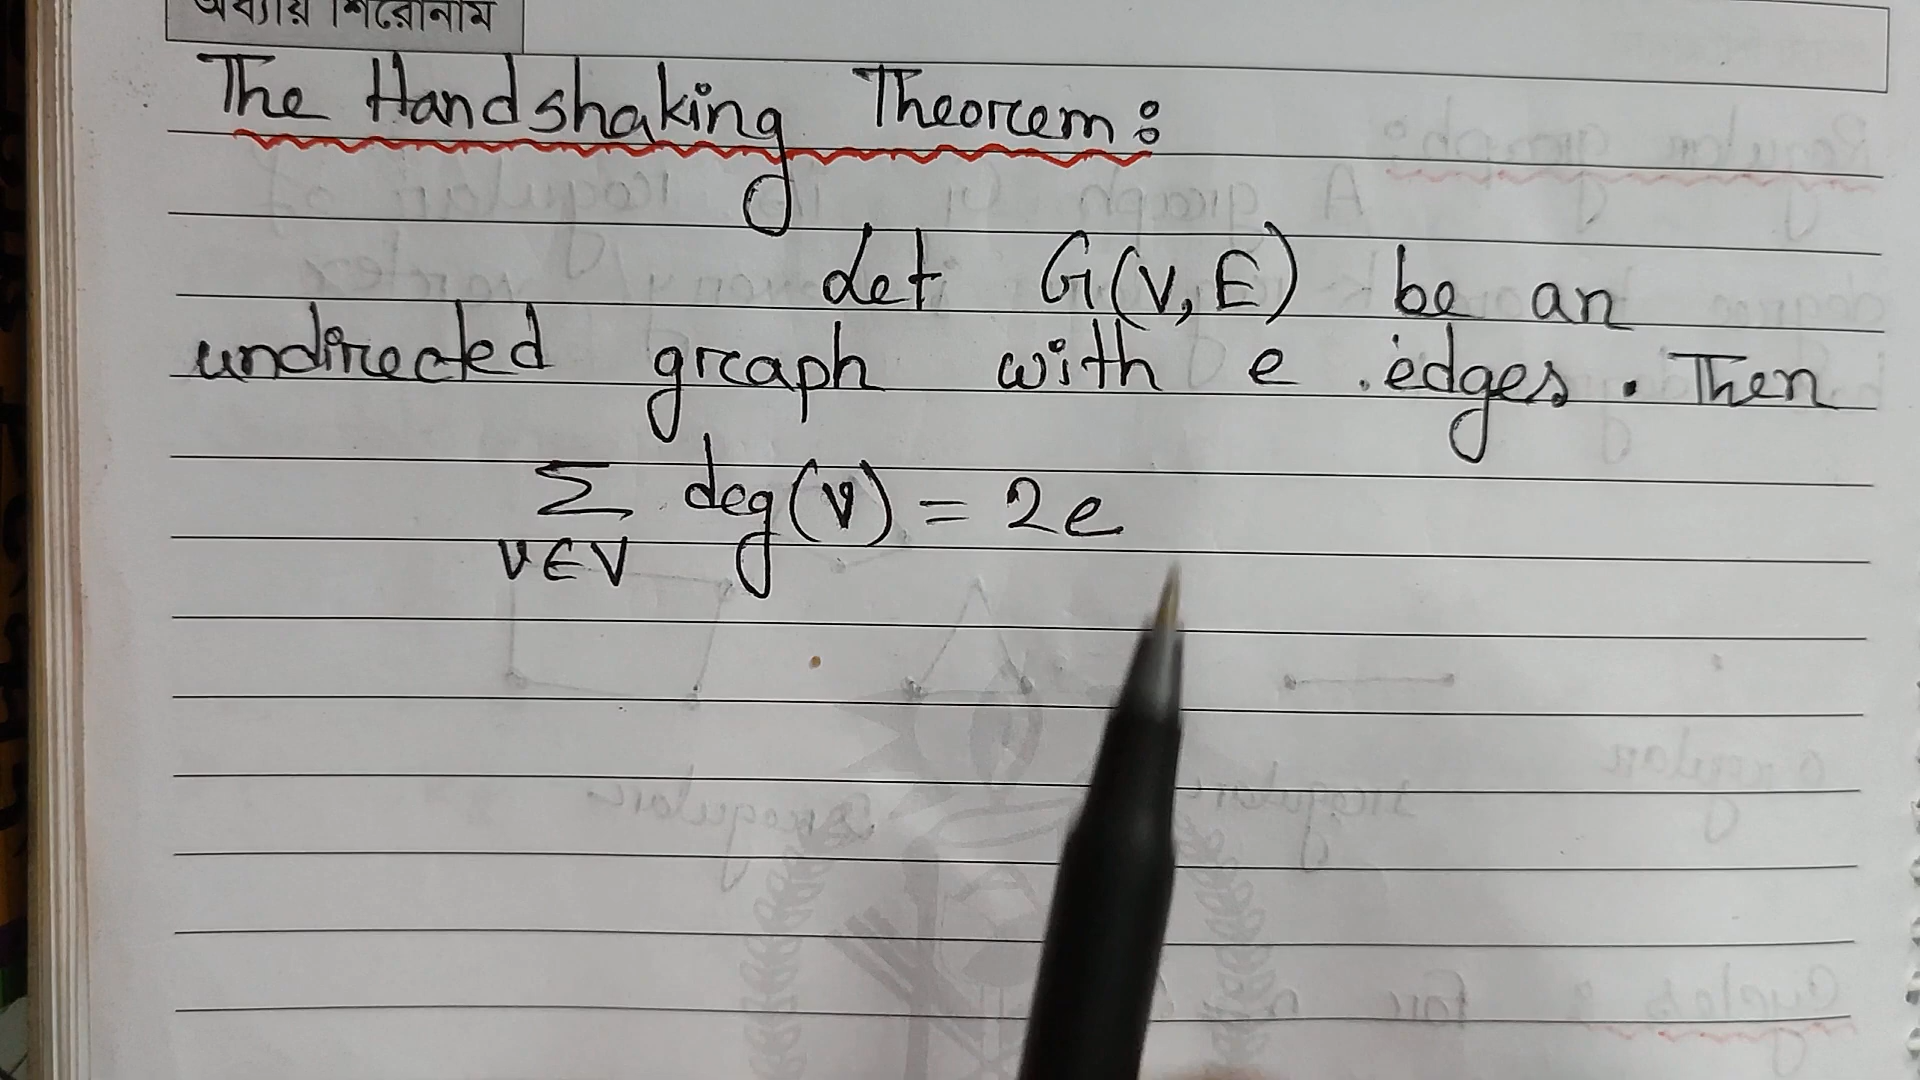 অধ্যায় শিরোনাম
The Handshaking Theorem:
Let G(V,E) be an
undirected graph with e edges. Then
∑ deg(v) = 2e
v∈V